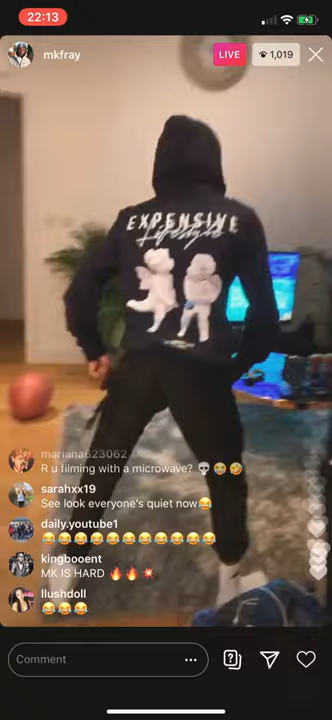 22:13
mkfray
LIVE
1,019
EXPENSIVE
Lifestyle
mariana623062
R u filming with a microwave? 💀😭🤣
sarahxx19
See look everyone's quiet now😂
daily.youtube1
😂😂😂😂😂😂😂😂😂😂😂
kingbooent
MK IS HARD 🔥🔥💥
llushdoll
😂😂😂
Comment